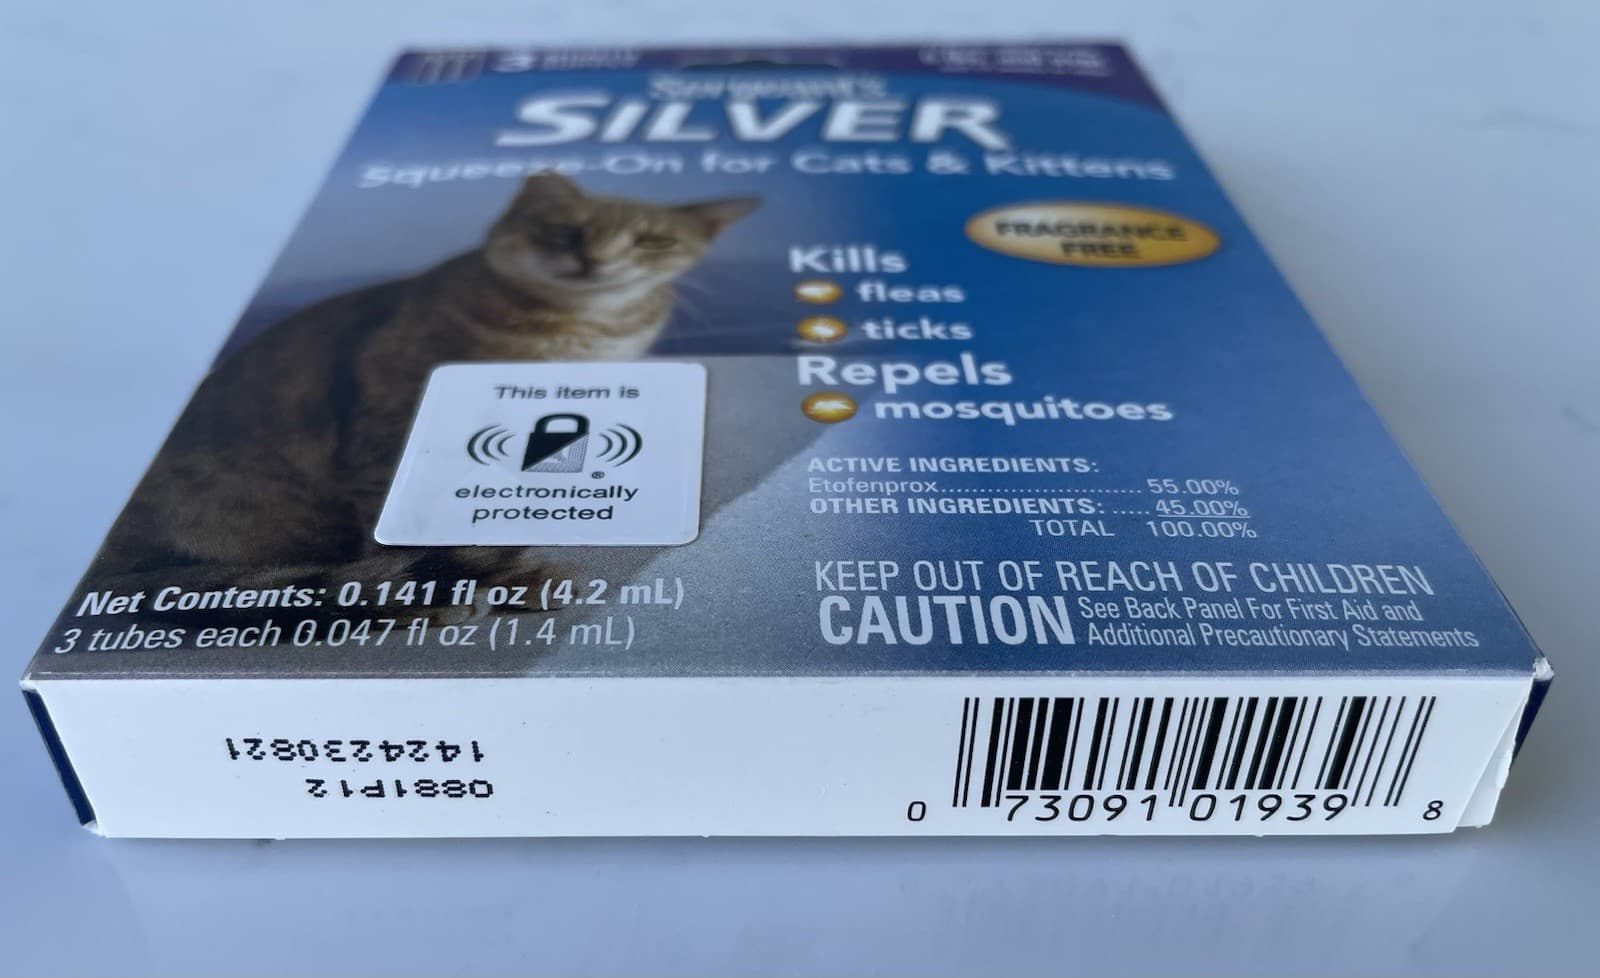 3
Sergeant's
SILVER
Squeeze-On for Cats & Kittens
FRAGRANCE
FREE
Kills
fleas
ticks
Repels
mosquitoes
This item is
®
electronically
protected
ACTIVE INGREDIENTS:
Etofenprox.............................. 55.00%
OTHER INGREDIENTS: ..... 45.00%
TOTAL 100.00%
Net Contents: 0.141 fl oz (4.2 mL)
3 tubes each 0.047 fl oz (1.4 mL)
KEEP OUT OF REACH OF CHILDREN
CAUTION See Back Panel For First Aid and
Additional Precautionary Statements
0881P12
1424230821
0 73091 01939 8